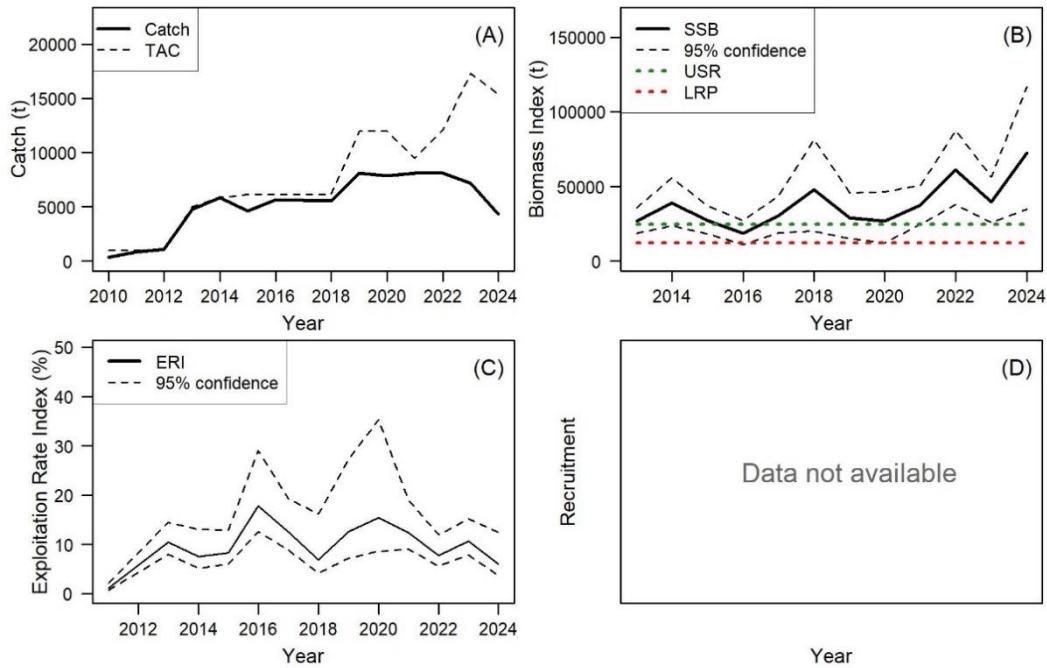 Catch
TAC
(A)
20000
15000
10000
5000
0
Catch (t)
2010
2012
2014
2016
2018
2020
2022
2024
Year
SSB
95% confidence
USR
LRP
(B)
150000
100000
50000
0
Biomass Index (t)
2014
2016
2018
2020
2022
2024
Year
ERI
95% confidence
(C)
50
40
30
20
10
0
Exploitation Rate Index (%)
2012
2014
2016
2018
2020
2022
2024
Year
(D)
Data not available
Recruitment
Year